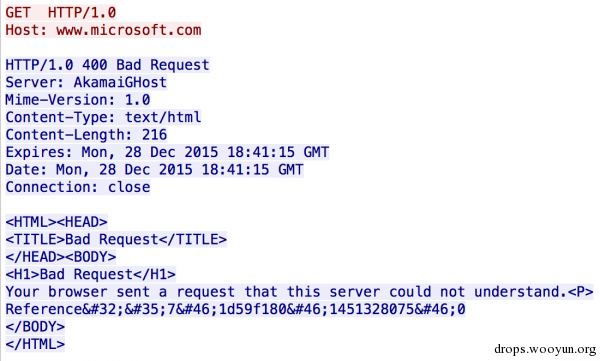 GET  HTTP/1.0
Host: www.microsoft.com

HTTP/1.0 400 Bad Request
Server: AkamaiGHost
Mime-Version: 1.0
Content-Type: text/html
Content-Length: 216
Expires: Mon, 28 Dec 2015 18:41:15 GMT
Date: Mon, 28 Dec 2015 18:41:15 GMT
Connection: close

<HTML><HEAD>
<TITLE>Bad Request</TITLE>
</HEAD><BODY>
<H1>Bad Request</H1>
Your browser sent a request that this server could not understand.<P>
Reference&#32;&#35;7&#46;1d59f180&#46;1451328075&#46;0
</BODY>
</HTML>
drops.wooyun.org